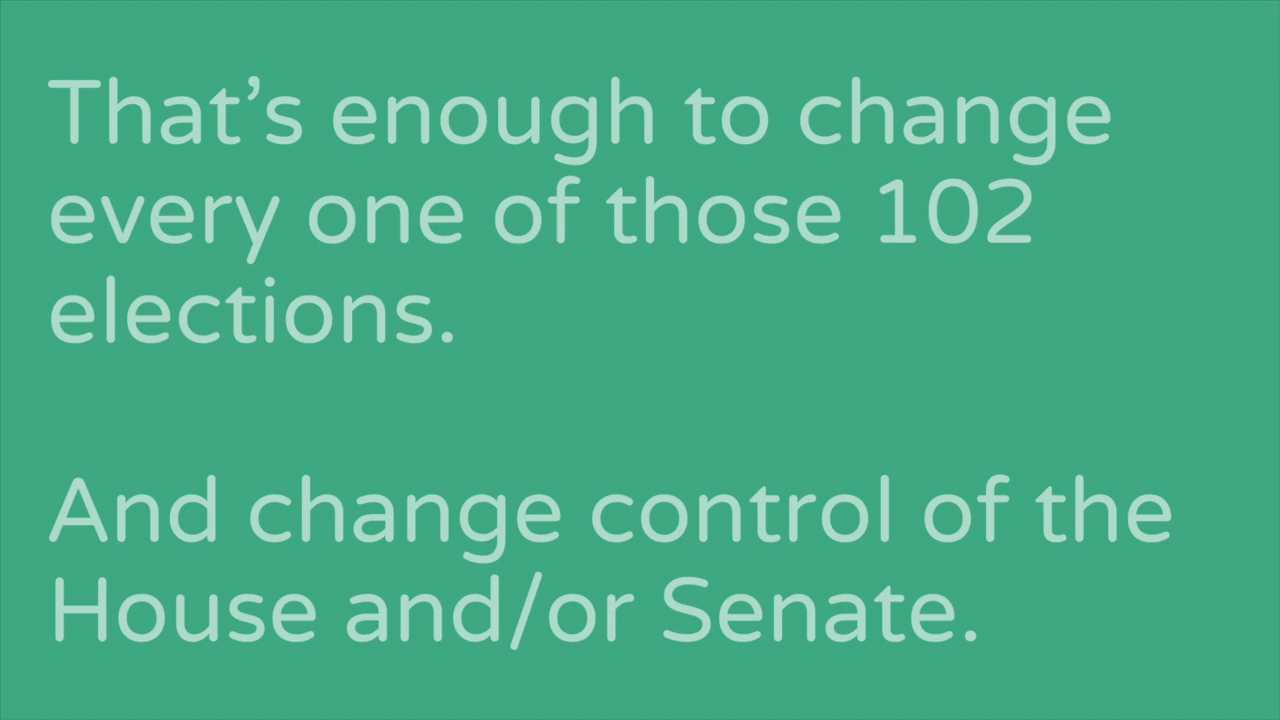 That’s enough to change
every one of those 102
elections.
And change control of the
House and/or Senate.